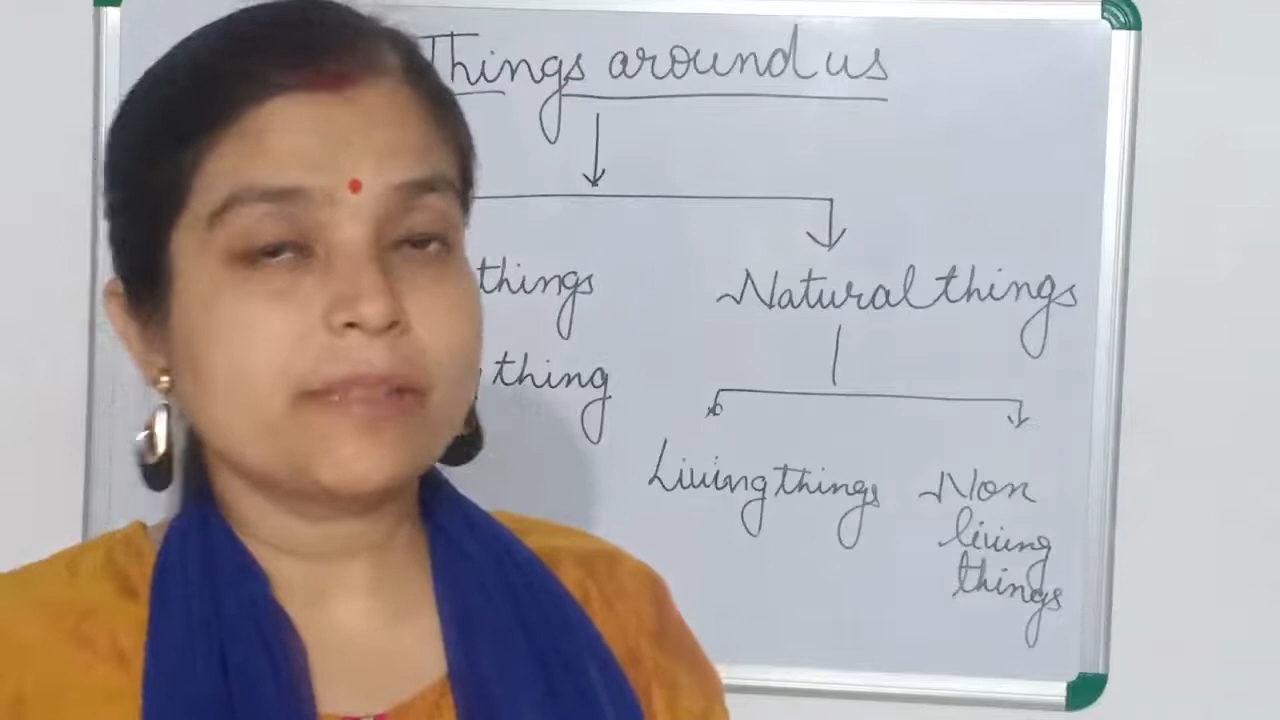 Things around us
things
Natural things
thing
Living things
Non
living
things